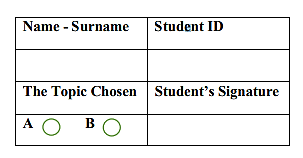 Name - Surname Student ID
The Topic Chosen Student's Signature
A B